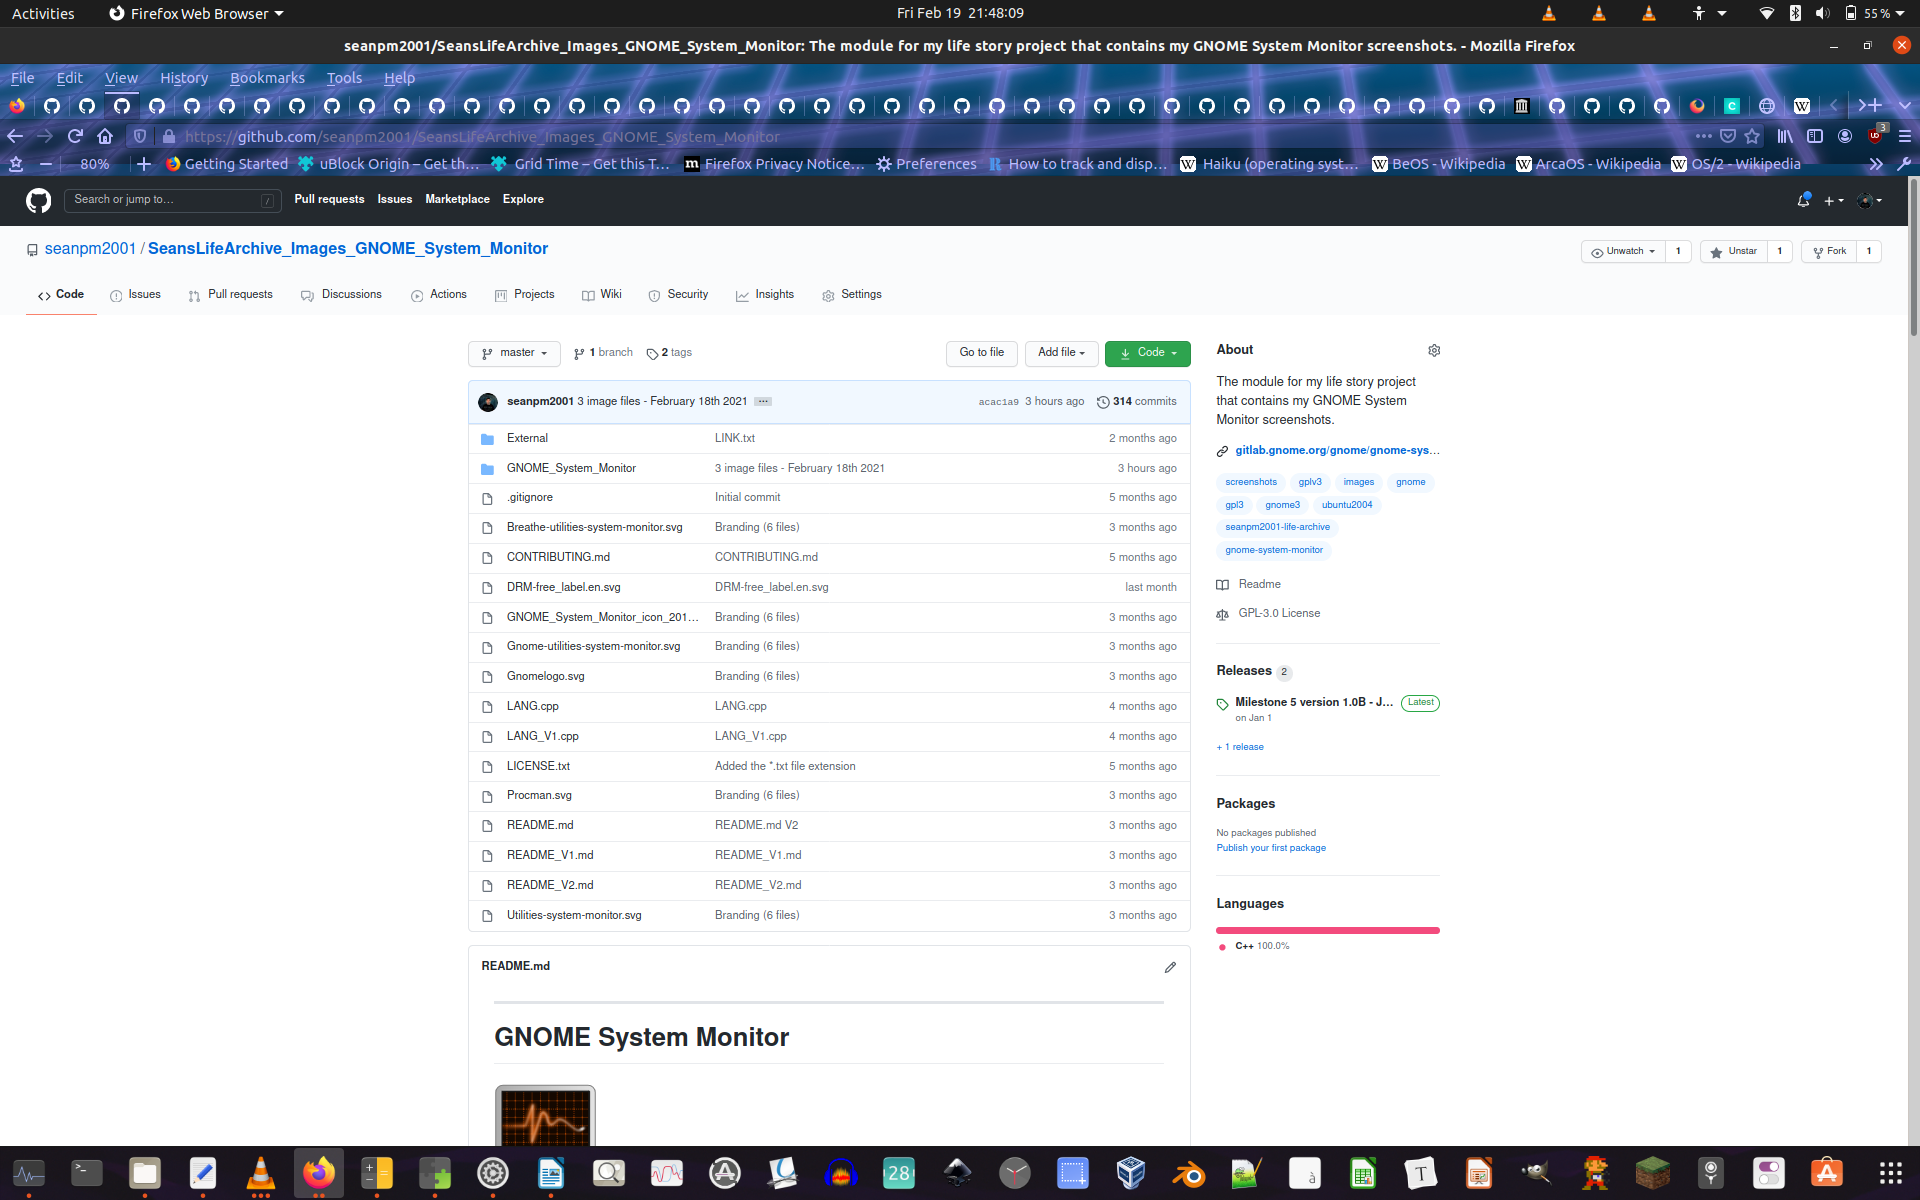 Activities Firefox Web Browser Fri Feb 19 21:48:09 55 %
seanpm2001/SeansLifeArchive_Images_GNOME_System_Monitor: The module for my life story project that contains my GNOME System Monitor screenshots. - Mozilla Firefox
File Edit View History Bookmarks Tools Help
https://github.com/seanpm2001/SeansLifeArchive_Images_GNOME_System_Monitor 3
80% Getting Started uBlock Origin – Get th… Grid Time – Get this T… Firefox Privacy Notice… Preferences How to track and disp… Haiku (operating syst… BeOS - Wikipedia ArcaOS - Wikipedia OS/2 - Wikipedia
Search or jump to… / Pull requests Issues Marketplace Explore
seanpm2001 / SeansLifeArchive_Images_GNOME_System_Monitor Unwatch 1 Unstar 1 Fork 1
Code Issues Pull requests Discussions Actions Projects Wiki Security Insights Settings
master 1 branch 2 tags Go to file Add file Code
seanpm2001 3 image files - February 18th 2021 … acac1a9 3 hours ago 314 commits
External LINK.txt 2 months ago
GNOME_System_Monitor 3 image files - February 18th 2021 3 hours ago
.gitignore Initial commit 5 months ago
Breathe-utilities-system-monitor.svg Branding (6 files) 3 months ago
CONTRIBUTING.md CONTRIBUTING.md 5 months ago
DRM-free_label.en.svg DRM-free_label.en.svg last month
GNOME_System_Monitor_icon_201… Branding (6 files) 3 months ago
Gnome-utilities-system-monitor.svg Branding (6 files) 3 months ago
Gnomelogo.svg Branding (6 files) 3 months ago
LANG.cpp LANG.cpp 4 months ago
LANG_V1.cpp LANG_V1.cpp 4 months ago
LICENSE.txt Added the *.txt file extension 5 months ago
Procman.svg Branding (6 files) 3 months ago
README.md README.md V2 3 months ago
README_V1.md README_V1.md 3 months ago
README_V2.md README_V2.md 3 months ago
Utilities-system-monitor.svg Branding (6 files) 3 months ago
README.md
GNOME System Monitor
About
The module for my life story project
that contains my GNOME System
Monitor screenshots.
gitlab.gnome.org/gnome/gnome-sys…
screenshots gplv3 images gnome
gpl3 gnome3 ubuntu2004
seanpm2001-life-archive
gnome-system-monitor
Readme
GPL-3.0 License
Releases 2
Milestone 5 version 1.0B - J… Latest
on Jan 1
+ 1 release
Packages
No packages published
Publish your first package
Languages
C++ 100.0%
28